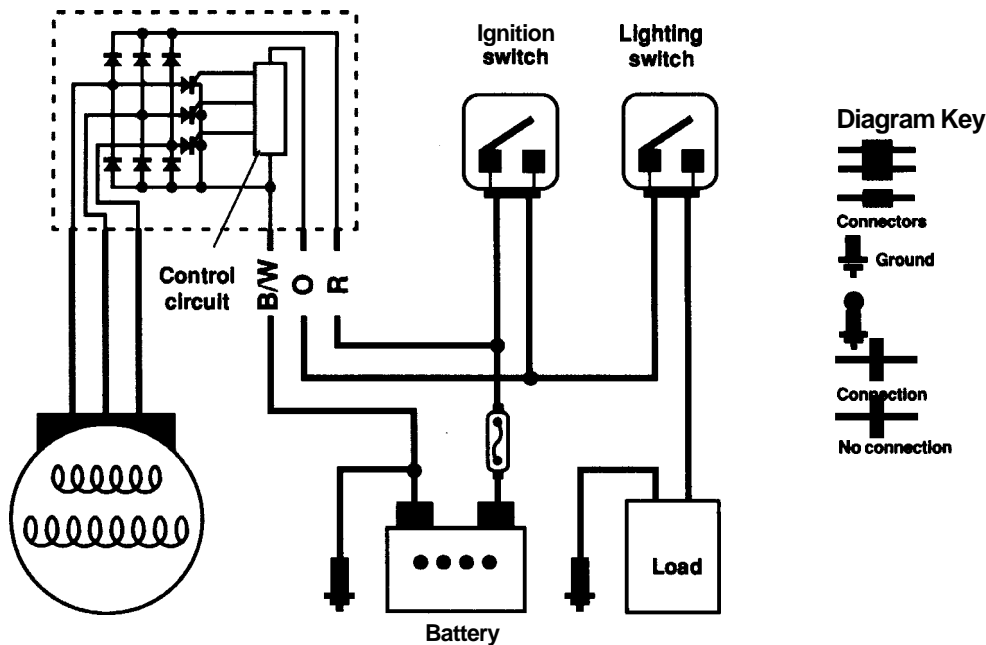 Ignition
switch
Lighting
switch
Diagram Key
Connectors
Ground
Connection
No connection
Control
circuit
B/W
O
R
Load
Battery